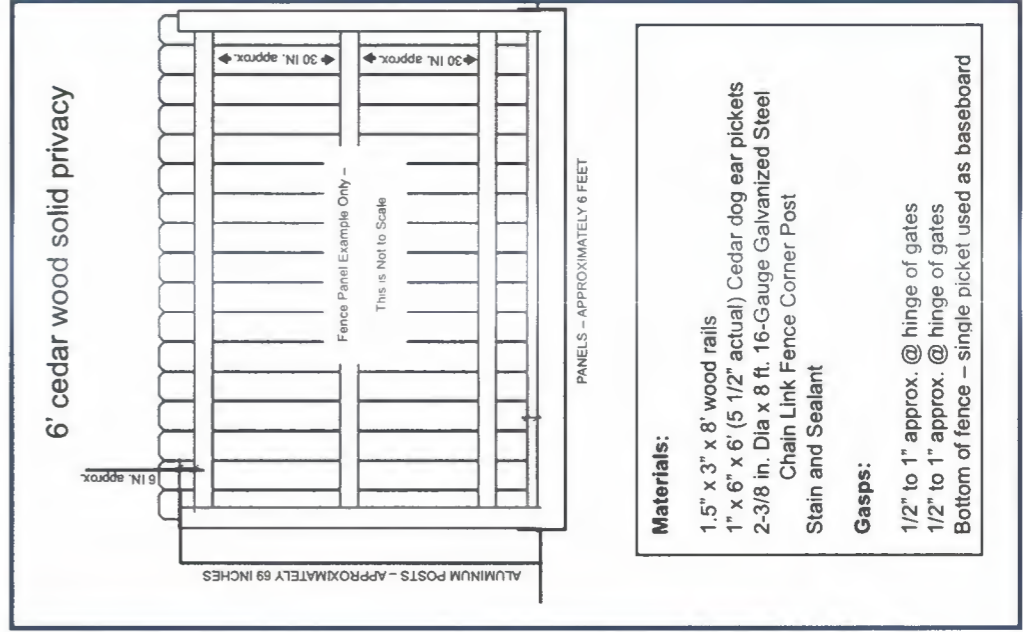 6' cedar wood solid privacy
6 IN. approx.
30 IN. approx.
30 IN. approx.
Fence Panel Example Only –
This is Not to Scale
ALUMINUM POSTS – APPROXIMATELY 69 INCHES
PANELS – APPROXIMATELY 6 FEET
Materials:
1.5" x 3" x 8' wood rails
1" x 6" x 6' (5 1/2" actual) Cedar dog ear pickets
2-3/8 in. Dia x 8 ft. 16-Gauge Galvanized Steel
Chain Link Fence Corner Post
Stain and Sealant
Gasps:
1/2" to 1" approx. @ hinge of gates
1/2" to 1" approx. @ hinge of gates
Bottom of fence – single picket used as baseboard